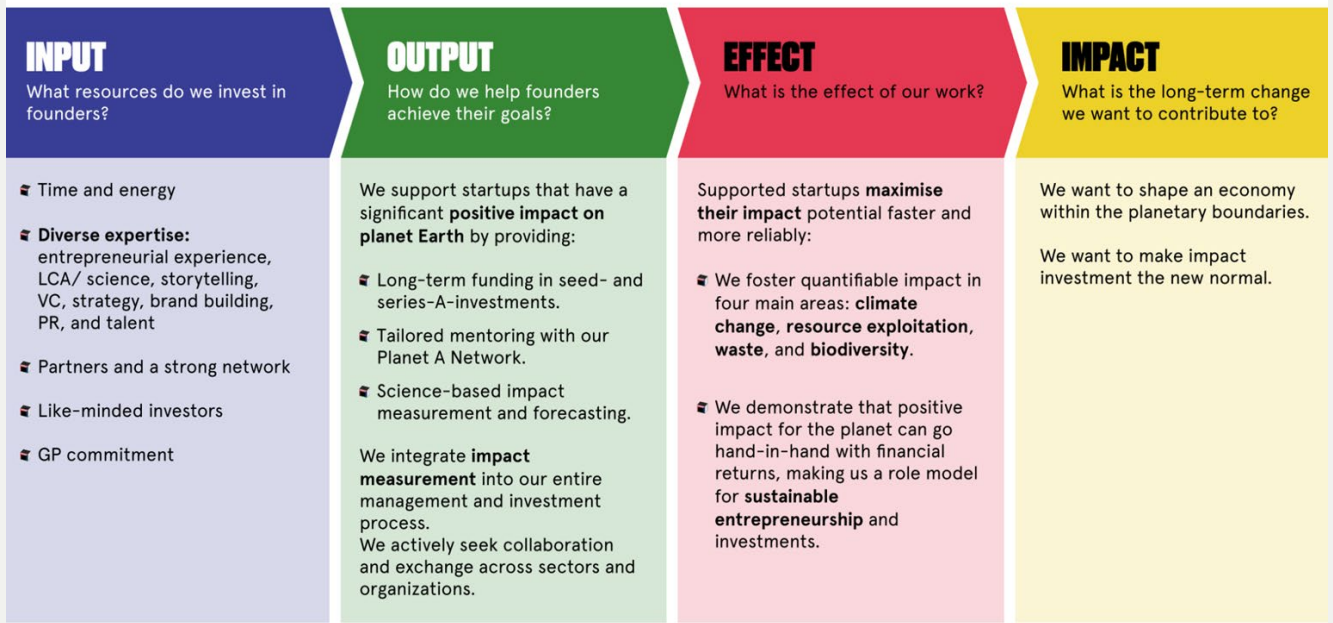 INPUT
What resources do we invest in
founders?
Time and energy
Diverse expertise:
entrepreneurial experience,
LCA/ science, storytelling,
VC, strategy, brand building,
PR, and talent
Partners and a strong network
Like-minded investors
GP commitment
OUTPUT
How do we help founders
achieve their goals?
We support startups that have a
significant positive impact on
planet Earth by providing:
Long-term funding in seed- and
series-A-investments.
Tailored mentoring with our
Planet A Network.
Science-based impact
measurement and forecasting.
We integrate impact
measurement into our entire
management and investment
process.
We actively seek collaboration
and exchange across sectors and
organizations.
EFFECT
What is the effect of our work?
Supported startups maximise
their impact potential faster and
more reliably:
We foster quantifiable impact in
four main areas: climate
change, resource exploitation,
waste, and biodiversity.
We demonstrate that positive
impact for the planet can go
hand-in-hand with financial
returns, making us a role model
for sustainable
entrepreneurship and
investments.
IMPACT
What is the long-term change
we want to contribute to?
We want to shape an economy
within the planetary boundaries.
We want to make impact
investment the new normal.